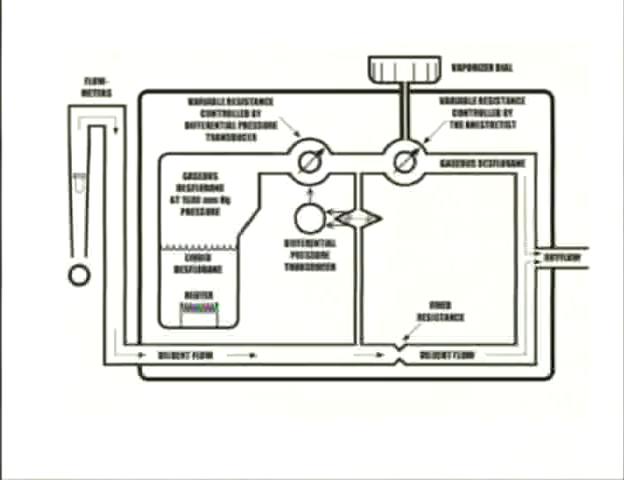 FLOW-
METERS
VAPORIZER DIAL
VARIABLE RESISTANCE
CONTROLLED BY
DIFFERENTIAL PRESSURE
TRANSDUCER
VARIABLE RESISTANCE
CONTROLLED BY
THE ANESTHETIST
GASEOUS DESFLURANE
GASEOUS
DESFLURANE
AT 1500 mm Hg
PRESSURE
DIFFERENTIAL
PRESSURE
TRANSDUCER
LIQUID
DESFLURANE
HEATER
OUTFLOW
FIXED
RESISTANCE
DILUENT FLOW
DILUENT FLOW